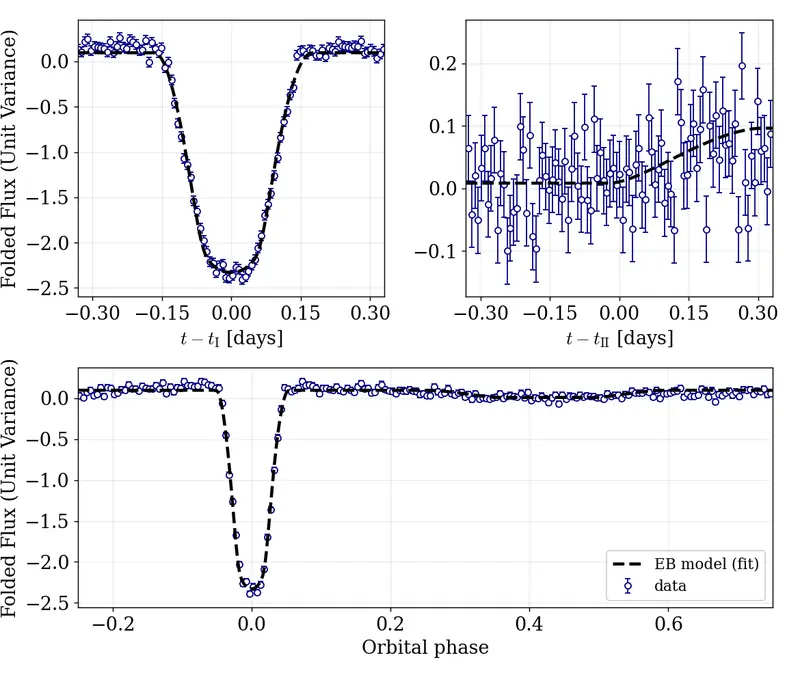 Folded Flux (Unit Variance)
0.0
−0.5
−1.0
−1.5
−2.0
−2.5
−0.30 −0.15 0.00 0.15 0.30
t − tI [days]
0.2
0.1
0.0
−0.1
−0.30 −0.15 0.00 0.15 0.30
t − tII [days]
Folded Flux (Unit Variance)
0.0
−0.5
−1.0
−1.5
−2.0
−2.5
EB model (fit)
data
−0.2 0.0 0.2 0.4 0.6
Orbital phase